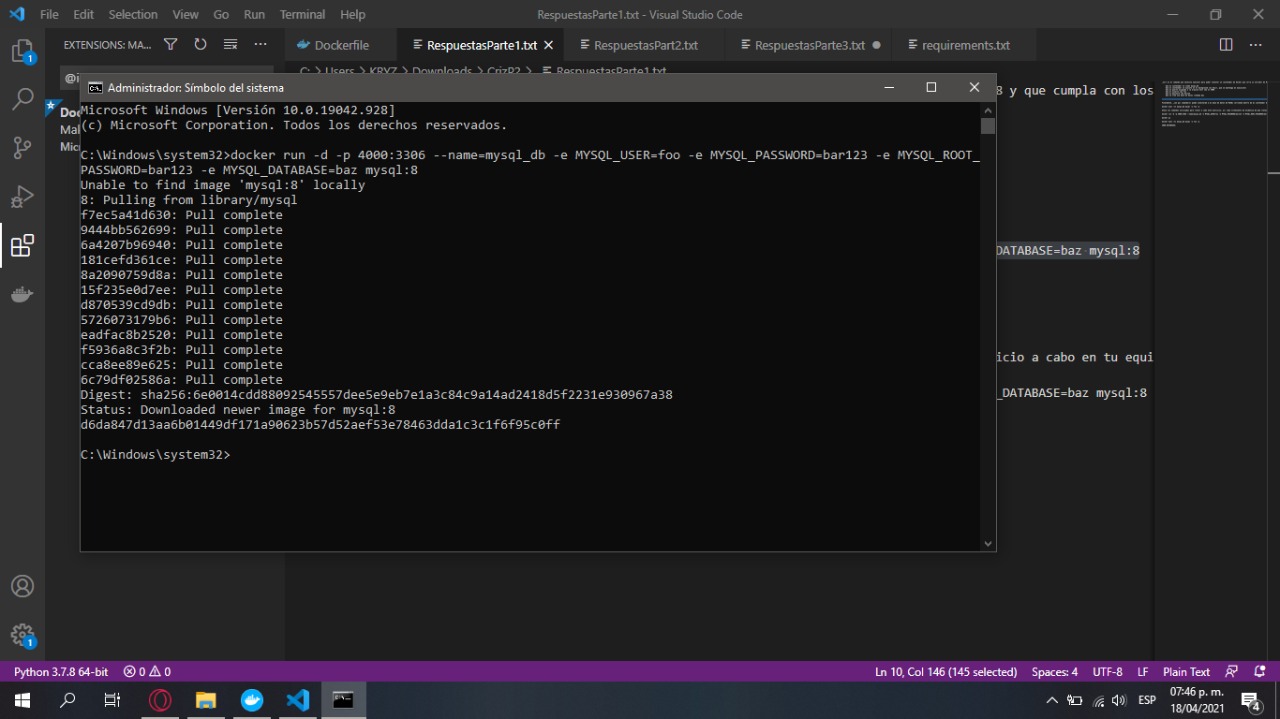 File Edit Selection View Go Run Terminal Help
RespuestasParte1.txt - Visual Studio Code
EXTENSIONS: MA...
Dockerfile
RespuestasParte1.txt
RespuestasPart2.txt
RespuestasParte3.txt
requirements.txt
C: > Users > KRYZ > Downloads > CrizP2 > RespuestasParte1.txt
@i
Doc
Mak
Micr
8 y que cumpla con los
DATABASE=baz mysql:8
icio a cabo en tu equi
_DATABASE=baz mysql:8
Administrador: Símbolo del sistema
Microsoft Windows [Versión 10.0.19042.928]
(c) Microsoft Corporation. Todos los derechos reservados.
C:\Windows\system32>docker run -d -p 4000:3306 --name=mysql_db -e MYSQL_USER=foo -e MYSQL_PASSWORD=bar123 -e MYSQL_ROOT_
PASSWORD=bar123 -e MYSQL_DATABASE=baz mysql:8
Unable to find image 'mysql:8' locally
8: Pulling from library/mysql
f7ec5a41d630: Pull complete
9444bb562699: Pull complete
6a4207b96940: Pull complete
181cefd361ce: Pull complete
8a2090759d8a: Pull complete
15f235e0d7ee: Pull complete
d870539cd9db: Pull complete
5726073179b6: Pull complete
eadfac8b2520: Pull complete
f5936a8c3f2b: Pull complete
cca8ee89e625: Pull complete
6c79df02586a: Pull complete
Digest: sha256:6e0014cdd88092545557dee5e9eb7e1a3c84c9a14ad2418d5f2231e930967a38
Status: Downloaded newer image for mysql:8
d6da847d13aa6b01449df171a90623b57d52aef53e78463dda1c3c1f6f95c0ff
C:\Windows\system32>
1
1
Python 3.7.8 64-bit 0 0
Ln 10, Col 146 (145 selected) Spaces: 4 UTF-8 LF Plain Text
ESP
07:46 p. m.
18/04/2021
4